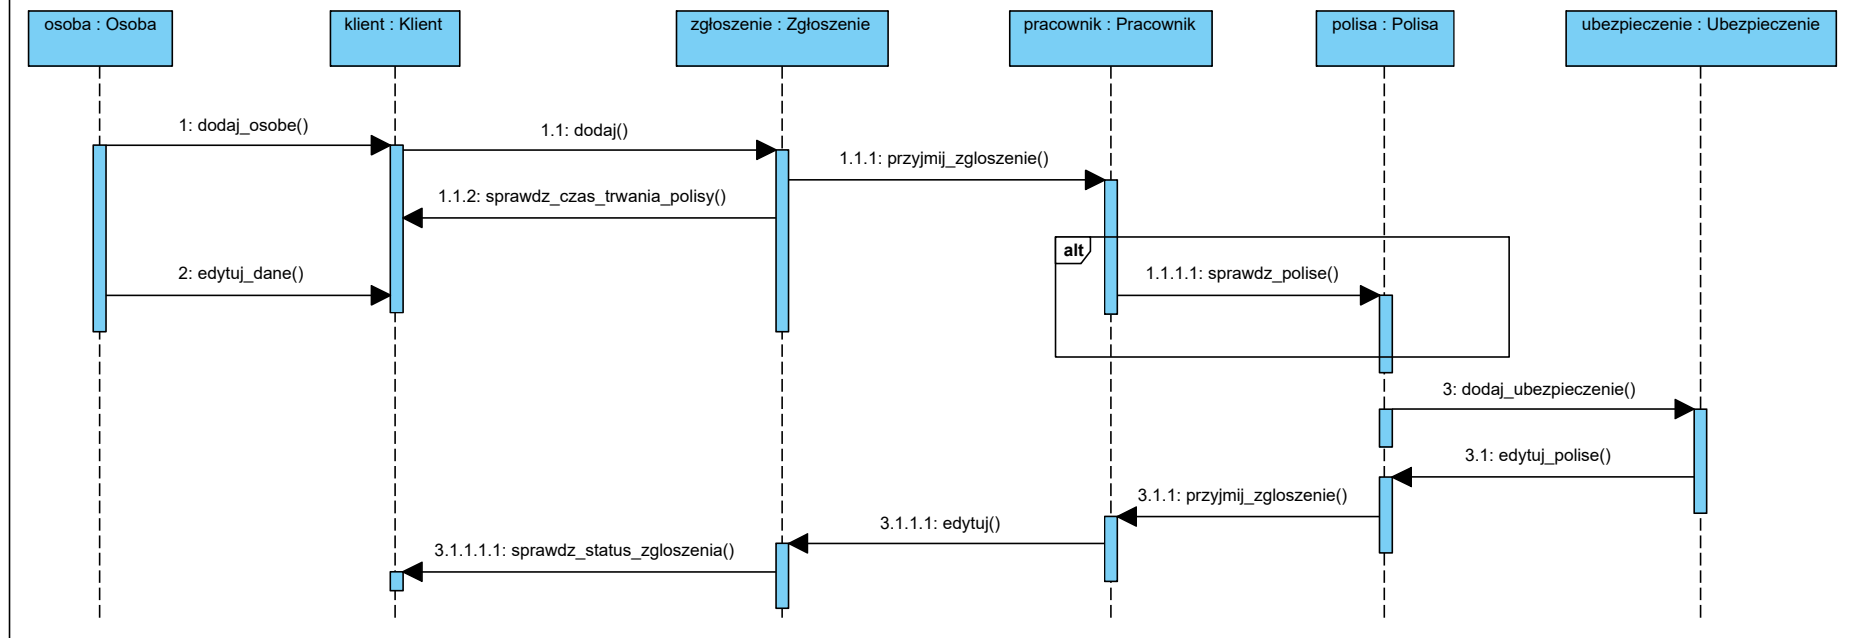 osoba : Osoba
klient : Klient
zgłoszenie : Zgłoszenie
pracownik : Pracownik
polisa : Polisa
ubezpieczenie : Ubezpieczenie
1: dodaj_osobe()
1.1: dodaj()
1.1.1: przyjmij_zgloszenie()
1.1.2: sprawdz_czas_trwania_polisy()
alt
2: edytuj_dane()
1.1.1.1: sprawdz_polise()
3: dodaj_ubezpieczenie()
3.1: edytuj_polise()
3.1.1: przyjmij_zgloszenie()
3.1.1.1: edytuj()
3.1.1.1.1: sprawdz_status_zgloszenia()